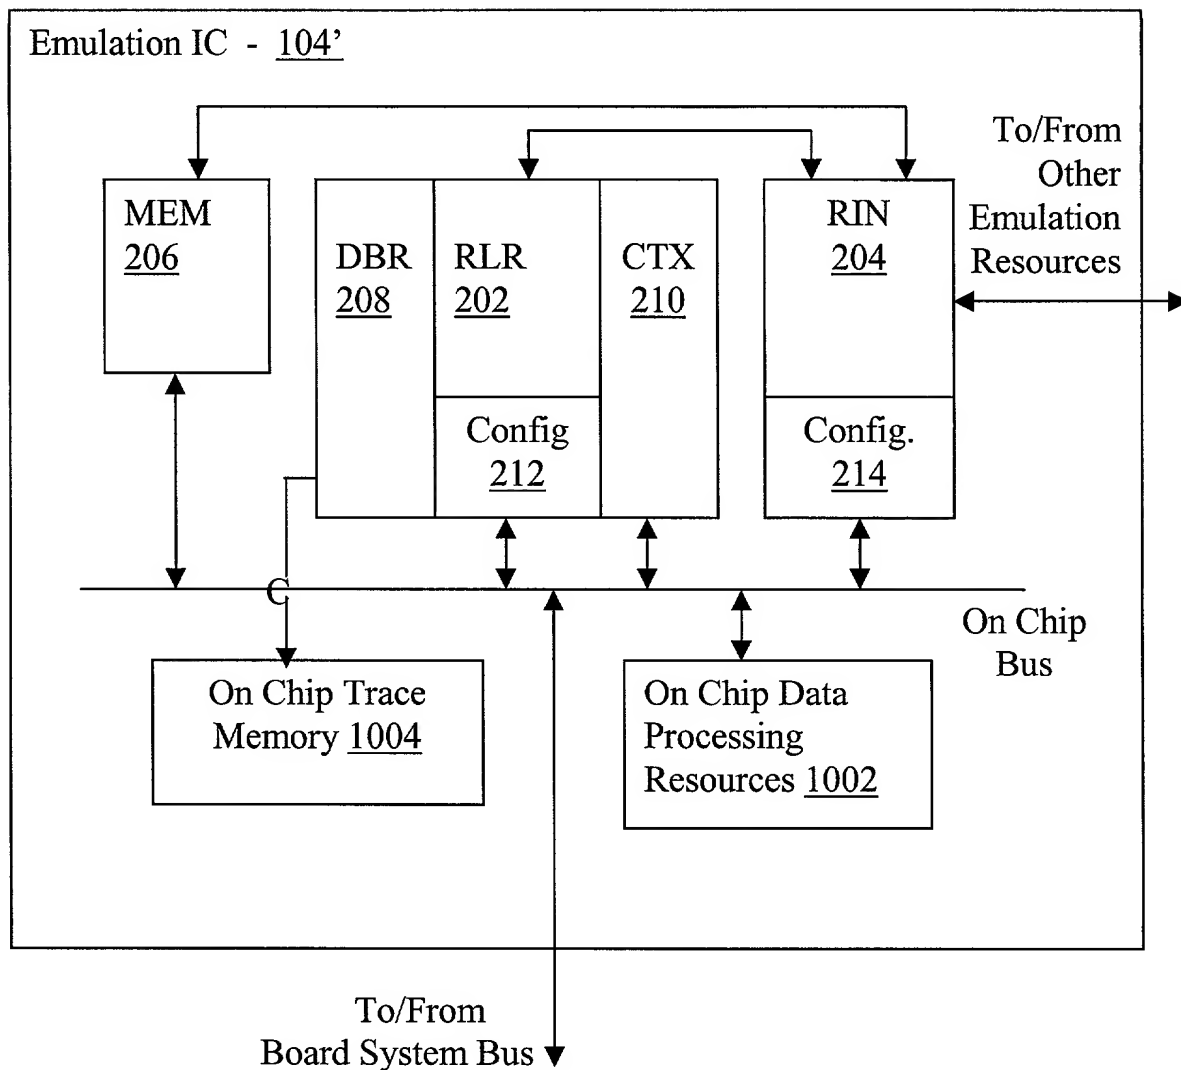 Emulation IC - 104’
To/From
Other
Emulation
Resources
MEM
206
DBR
208
RLR
202
CTX
210
RIN
204
Config
212
Config.
214
C
On Chip
Bus
On Chip Trace
Memory 1004
On Chip Data
Processing
Resources 1002
To/From
Board System Bus